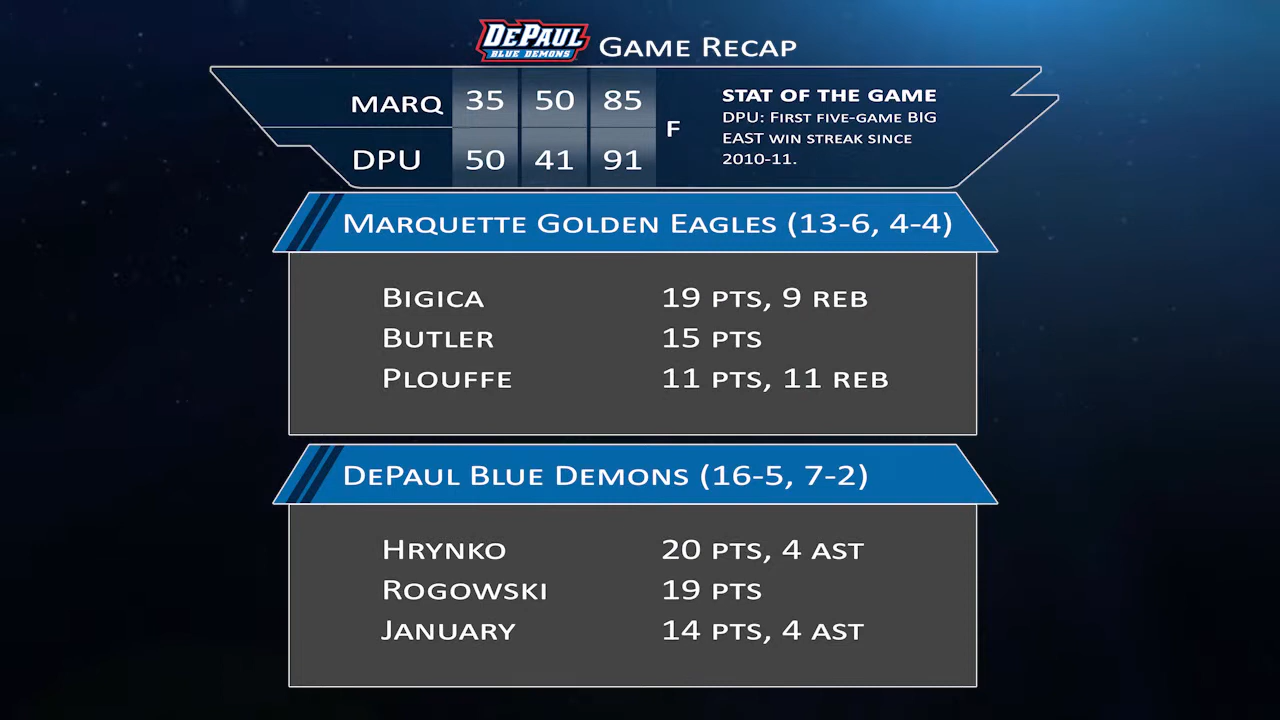 DEPAUL
BLUE DEMONS
GAME RECAP
MARQ 35 50 85
F
DPU 50 41 91
STAT OF THE GAME
DPU: FIRST FIVE-GAME BIG
EAST WIN STREAK SINCE
2010-11.
MARQUETTE GOLDEN EAGLES (13-6, 4-4)
BIGICA 19 PTS, 9 REB
BUTLER 15 PTS
PLOUFFE 11 PTS, 11 REB
DEPAUL BLUE DEMONS (16-5, 7-2)
HRYNKO 20 PTS, 4 AST
ROGOWSKI 19 PTS
JANUARY 14 PTS, 4 AST